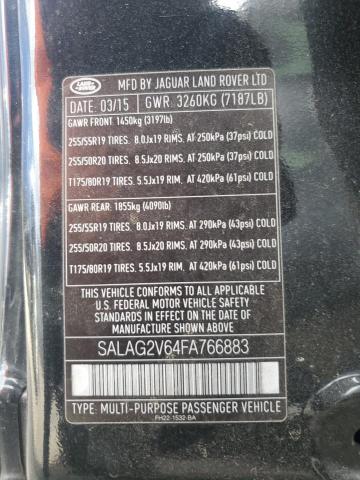 LAND
ROVER
MFD BY JAGUAR LAND ROVER LTD
DATE: 03/15 GWR. 3260KG (7187LB)
GAWR FRONT: 1450kg (3197lb)
255/55R19 TIRES. 8.0Jx19 RIMS. AT 250kPa (37psi) COLD
255/50R20 TIRES. 8.5Jx20 RIMS. AT 250kPa (37psi) COLD
T175/80R19 TIRES. 5.5Jx19 RIM. AT 420kPa (61psi) COLD
GAWR REAR: 1855kg (4090lb)
255/55R19 TIRES. 8.0Jx19 RIMS. AT 290kPa (43psi) COLD
255/50R20 TIRES. 8.5Jx20 RIMS. AT 290kPa (43psi) COLD
T175/80R19 TIRES. 5.5Jx19 RIM. AT 420kPa (61psi) COLD
THIS VEHICLE CONFORMS TO ALL APPLICABLE
U.S. FEDERAL MOTOR VEHICLE SAFETY
STANDARDS IN EFFECT ON THE DATE OF
MANUFACTURE SHOWN ABOVE
SALAG2V64FA766883
TYPE: MULTI-PURPOSE PASSENGER VEHICLE
FH22-1532-BA